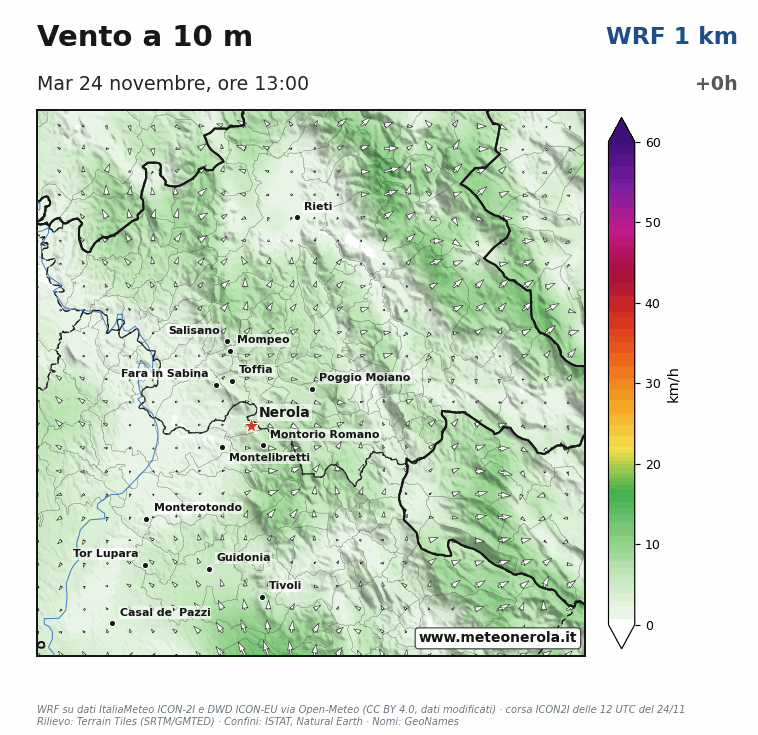 Vento a 10 m
WRF 1 km
Mar 24 novembre, ore 13:00
+0h
Rieti
Salisano
Mompeo
Fara in Sabina
Toffia
Poggio Moiano
Nerola
Montorio Romano
Montelibretti
Monterotondo
Tor Lupara
Guidonia
Tivoli
Casal de' Pazzi
www.meteonerola.it
60
50
40
30
20
10
0
km/h
WRF su dati ItaliaMeteo ICON-2I e DWD ICON-EU via Open-Meteo (CC BY 4.0, dati modificati) · corsa ICON2I delle 12 UTC del 24/11
Rilievo: Terrain Tiles (SRTM/GMTED) · Confini: ISTAT, Natural Earth · Nomi: GeoNames